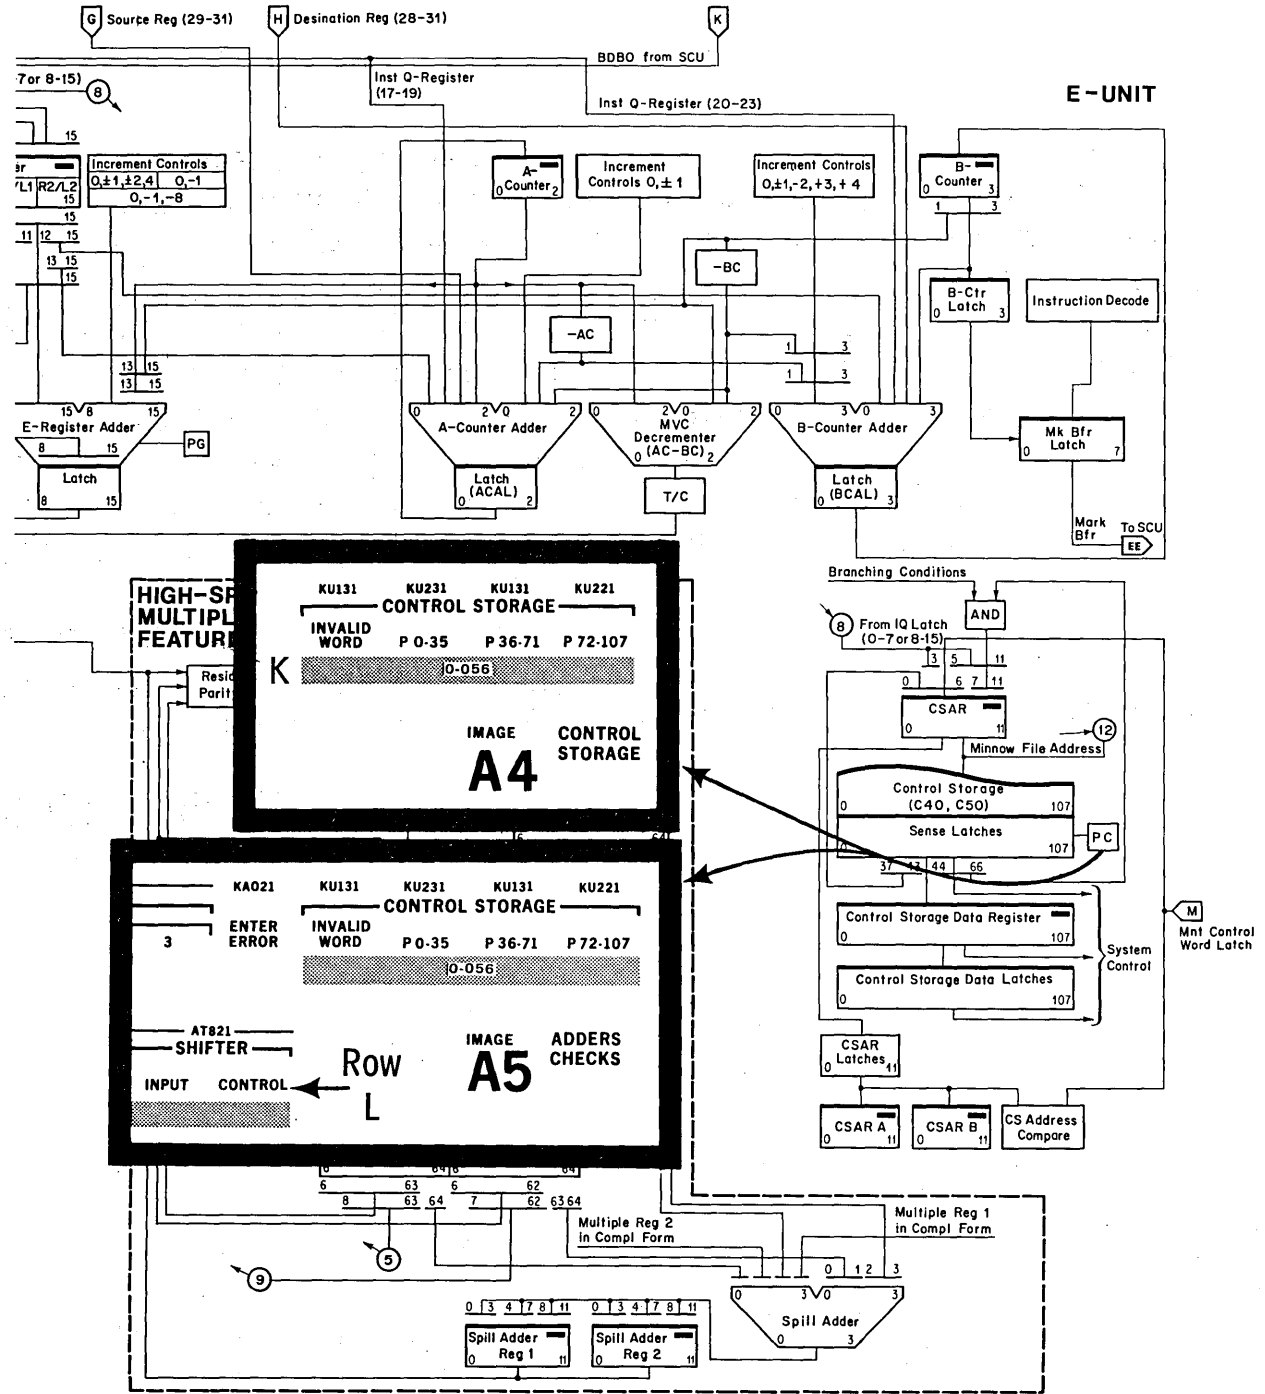 G Source Reg (29-31)
H Desination Reg (28-31)
K
BDBO from SCU
-7 or 8-15)
8
Inst Q-Register
(17-19)
Inst Q-Register (20-23)
E-UNIT
15
er
/L1 R2/L2
15
Increment Controls
0,±1,±2,4 0,-1
0,-1,-8
A-
Counter
0 2
Increment
Controls 0,±1
Increment Controls
0,±1,-2,+3,+4
B-
Counter
0 3
15
1 3
11 12 15
13 15
15
-BC
B-Ctr
Latch
0 3
Instruction Decode
-AC
1 3
1 3
13 15
13 15
15 8 15
E-Register Adder
8 15
PG
Latch
8 15
0 2 0 2
A-Counter Adder
Latch
(ACAL)
0 2
2 0
MVC
Decrementer
(AC-BC)
0 2
T/C
0 3 0 3
B-Counter Adder
Latch
(BCAL)
0 3
Mk Bfr
Latch
0 7
Mark
Bfr
To SCU
EE
HIGH-SP
MULTIPL
FEATUR
Resid
Parit
KU131 KU231 KU131 KU221
CONTROL STORAGE
INVALID
WORD P 0-35 P 36-71 P 72-107
K
0-056
IMAGE
A4
CONTROL
STORAGE
6 64
Branching Conditions
AND
8 From IQ Latch
(0-7 or 8-15)
3 5 11
0 6 7 11
CSAR
0 11
12
Minnow File Address
Control Storage
(C40, C50)
0 107
Sense Latches
0 107
PC
37 43 44 66
Control Storage Data Register
0 107
Control Storage Data Latches
0 107
System
Control
M
Mnt Control
Word Latch
CSAR
Latches
0 11
CSAR A
0 11
CSAR B
0 11
CS Address
Compare
KA021 KU131 KU231 KU131 KU221
CONTROL STORAGE
3
ENTER
ERROR
INVALID
WORD P 0-35 P 36-71 P 72-107
0-056
AT821
SHIFTER
INPUT CONTROL
Row
L
IMAGE
A5
ADDERS
CHECKS
6 64 6 64
6 63 6 62
8 63 64 7 62 63 64
5
9
Multiple Reg 2
in Compl Form
Multiple Reg 1
in Compl Form
0 1 2 3
0 3 0 3
Spill Adder
0 3
0 3 4 7 8 11
0 3 4 7 8 11
Spill Adder
Reg 1
0 11
Spill Adder
Reg 2
0 11